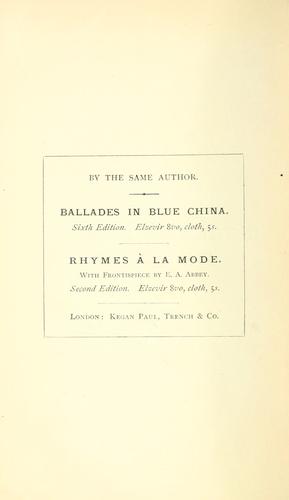 BY THE SAME AUTHOR.
BALLADES IN BLUE CHINA.
Sixth Edition. Elzevir 8vo, cloth, 5s.
RHYMES À LA MODE.
WITH FRONTISPIECE BY E. A. ABBEY.
Second Edition. Elzevir 8vo, cloth, 5s.
LONDON: KEGAN PAUL, TRENCH & CO.